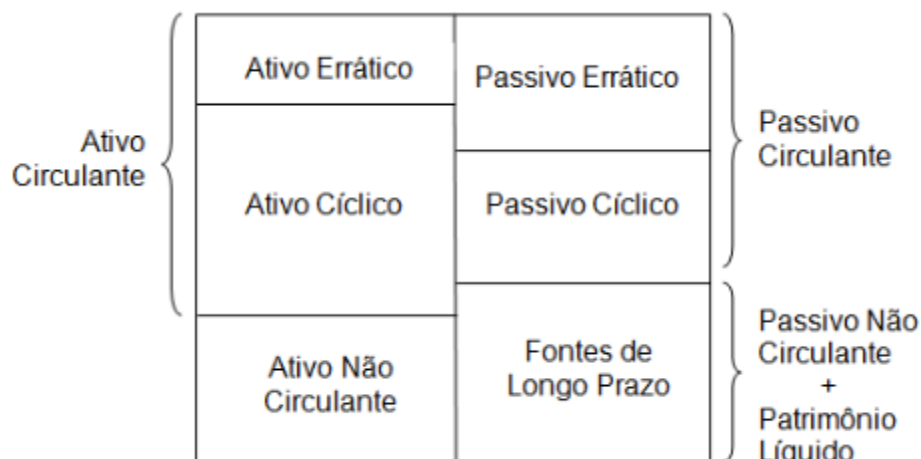 Ativo
Circulante
Ativo Errático
Ativo Cíclico
Ativo Não
Circulante
Passivo Errático
Passivo Cíclico
Fontes de
Longo Prazo
Passivo
Circulante
Passivo Não
Circulante
+
Patrimônio
Líquido